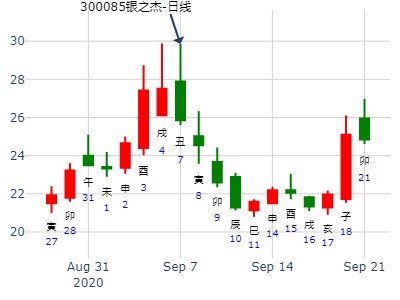 300085银之杰-日线
30
28
26
24
22
20
寅
27
卯
28
午
31
未
1
申
2
酉
3
戌
4
丑
7
寅
8
卯
9
辰
10
巳
11
申
14
酉
15
戌
16
亥
17
子
18
卯
21
Aug 31
2020
Sep 7
Sep 14
Sep 21